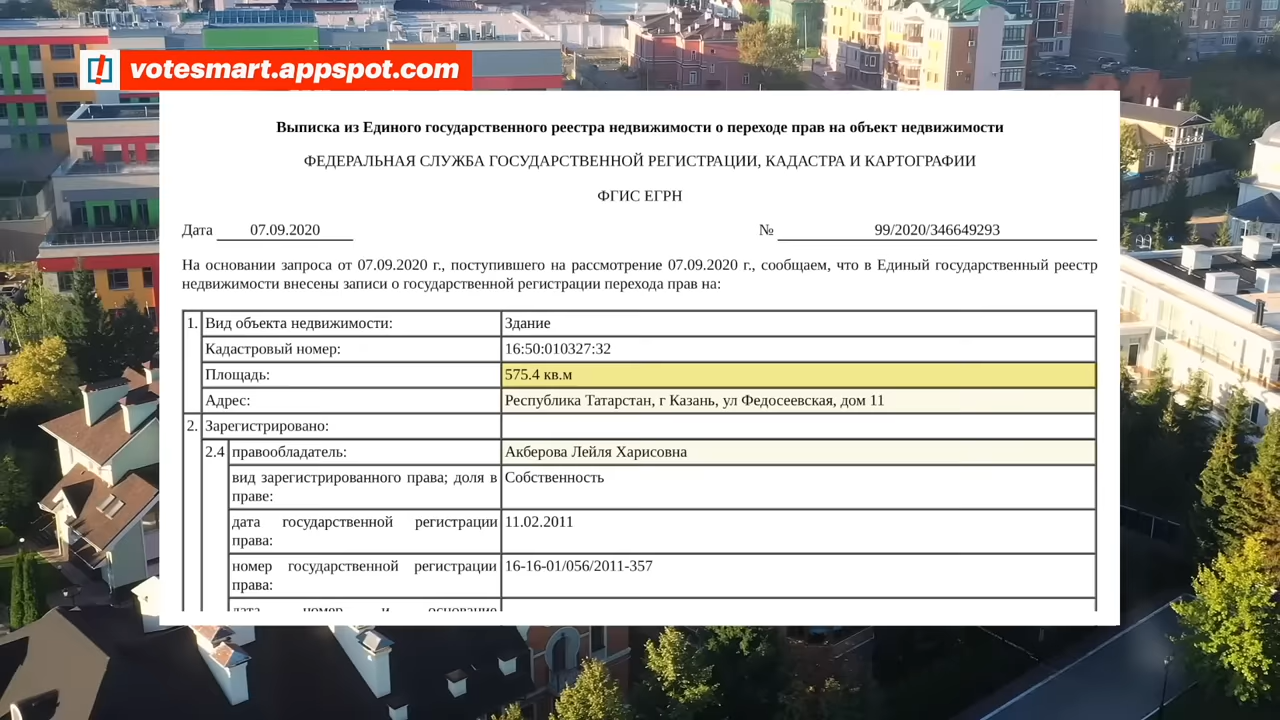 votesmart.appspot.com
Выписка из Единого государственного реестра недвижимости о переходе прав на объект недвижимости
ФЕДЕРАЛЬНАЯ СЛУЖБА ГОСУДАРСТВЕННОЙ РЕГИСТРАЦИИ, КАДАСТРА И КАРТОГРАФИИ
ФГИС ЕГРН
Дата 07.09.2020 № 99/2020/346649293
На основании запроса от 07.09.2020 г., поступившего на рассмотрение 07.09.2020 г., сообщаем, что в Единый государственный реестр
недвижимости внесены записи о государственной регистрации перехода прав на:
1. Вид объекта недвижимости: Здание
Кадастровый номер: 16:50:010327:32
Площадь: 575.4 кв.м
Адрес: Республика Татарстан, г Казань, ул Федосеевская, дом 11
2. Зарегистрировано:
2.4 правообладатель: Акберова Лейля Харисовна
вид зарегистрированного права; доля в Собственность
праве:
дата государственной регистрации 11.02.2011
права:
номер государственной регистрации 16-16-01/056/2011-357
права:
дата, номер и основание